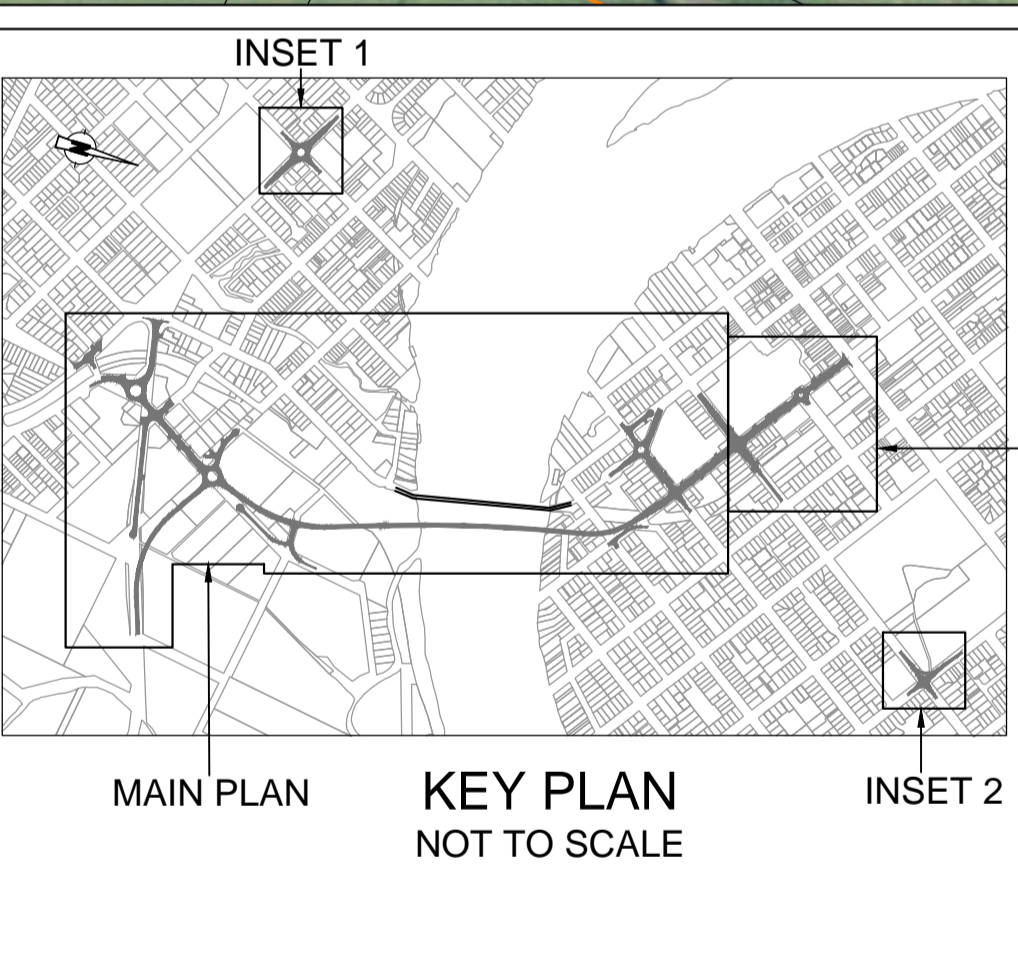 INSET 1
N
MAIN PLAN
KEY PLAN
NOT TO SCALE
INSET 2